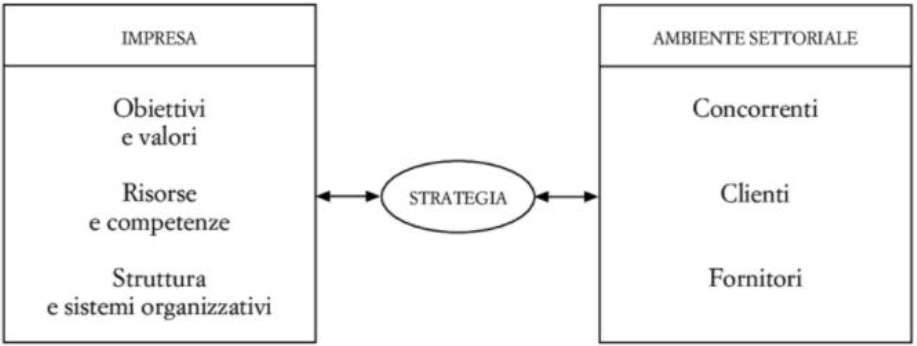 IMPRESA
Obiettivi
e valori
Risorse
e competenze
Struttura
e sistemi organizzativi
STRATEGIA
AMBIENTE SETTORIALE
Concorrenti
Clienti
Fornitori